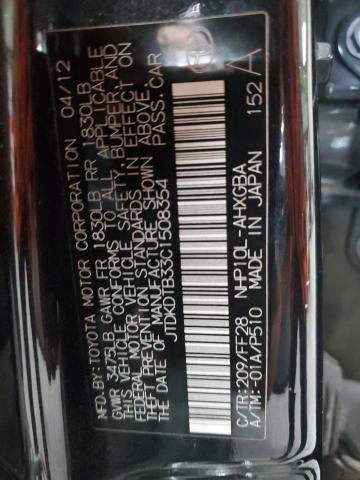 MFD. BY: TOYOTA MOTOR CORPORATION 04/12
GVWR 3475LB GAWR FR 1830LB RR 1830LB
THIS VEHICLE CONFORMS TO ALL APPLICABLE
FEDERAL MOTOR VEHICLE SAFETY, BUMPER, AND
THEFT PREVENTION STANDARDS IN EFFECT ON
THE DATE OF MANUFACTURE SHOWN ABOVE.
JTDKDTB33C1508354 PASS. CAR
C/TR: 209/FF28 NHP10L-AHXGBA
A/TM: -01A/P510 MADE IN JAPAN 152 A